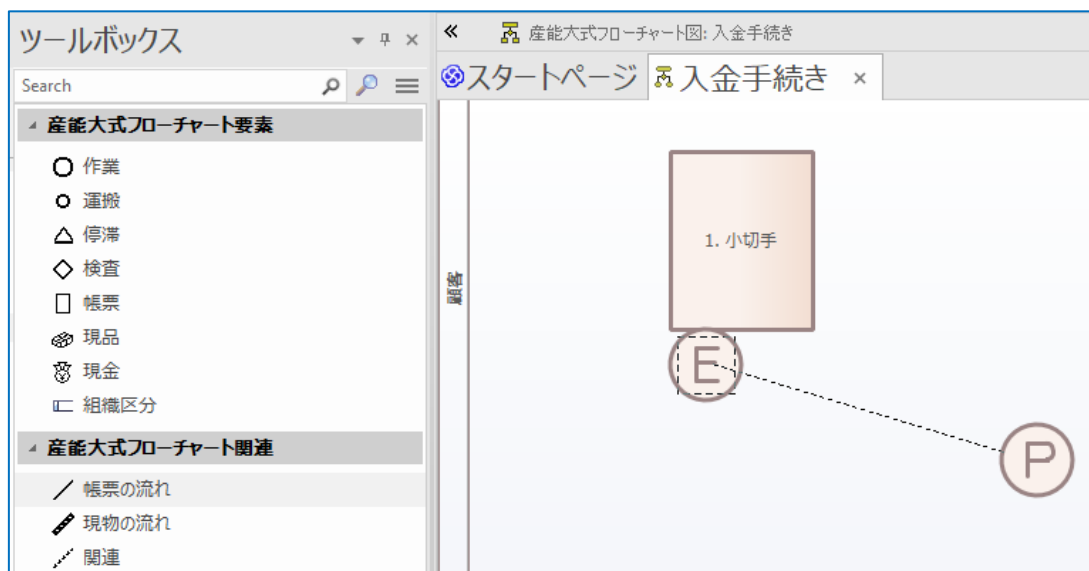 ツールボックス
Search
産能大式フローチャート要素
作業
運搬
停滞
検査
帳票
現品
現金
組織区分
産能大式フローチャート関連
帳票の流れ
現物の流れ
関連
産能大式フローチャート図: 入金手続き
スタートページ
入金手続き
顧客
1. 小切手
E
P